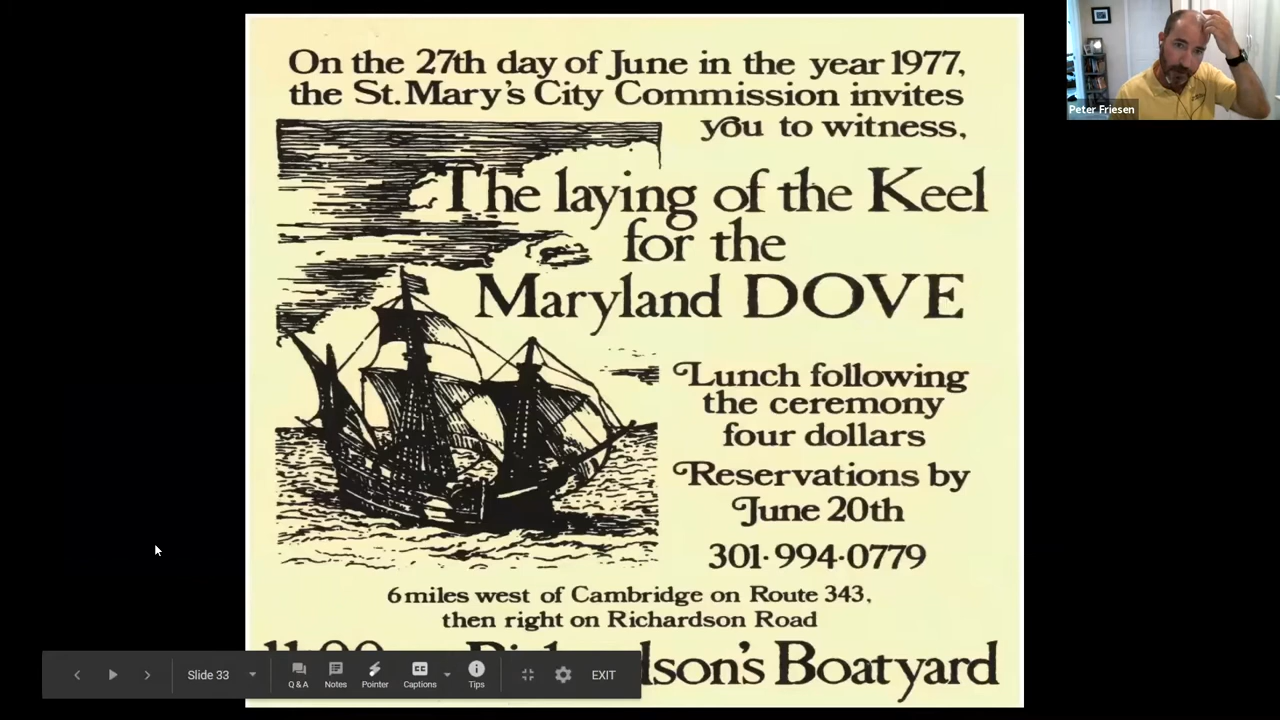 On the 27th day of June in the year 1977,
the St. Mary's City Commission invites
you to witness,
The laying of the Keel
for the
Maryland DOVE
Lunch following
the ceremony
four dollars
Reservations by
June 20th
301·994·0779
6 miles west of Cambridge on Route 343,
then right on Richardson Road
Boatyard
Peter Friesen
Slide 33
Q & A
Notes
Pointer
Captions
Tips
EXIT